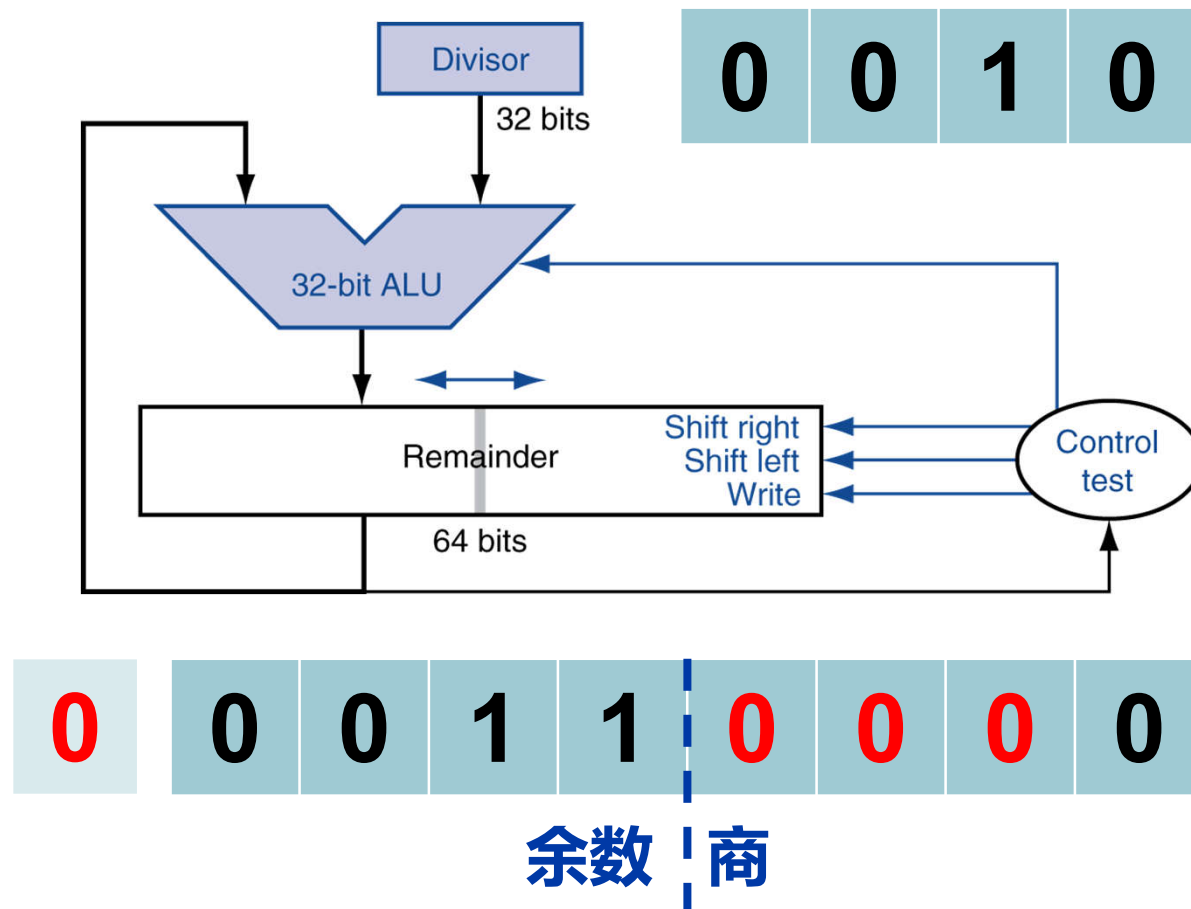 Divisor
0 0 1 0
32 bits
32-bit ALU
Remainder
Shift right
Shift left
Write
Control
test
64 bits
0 0 0 1 1 0 0 0 0
余数 商